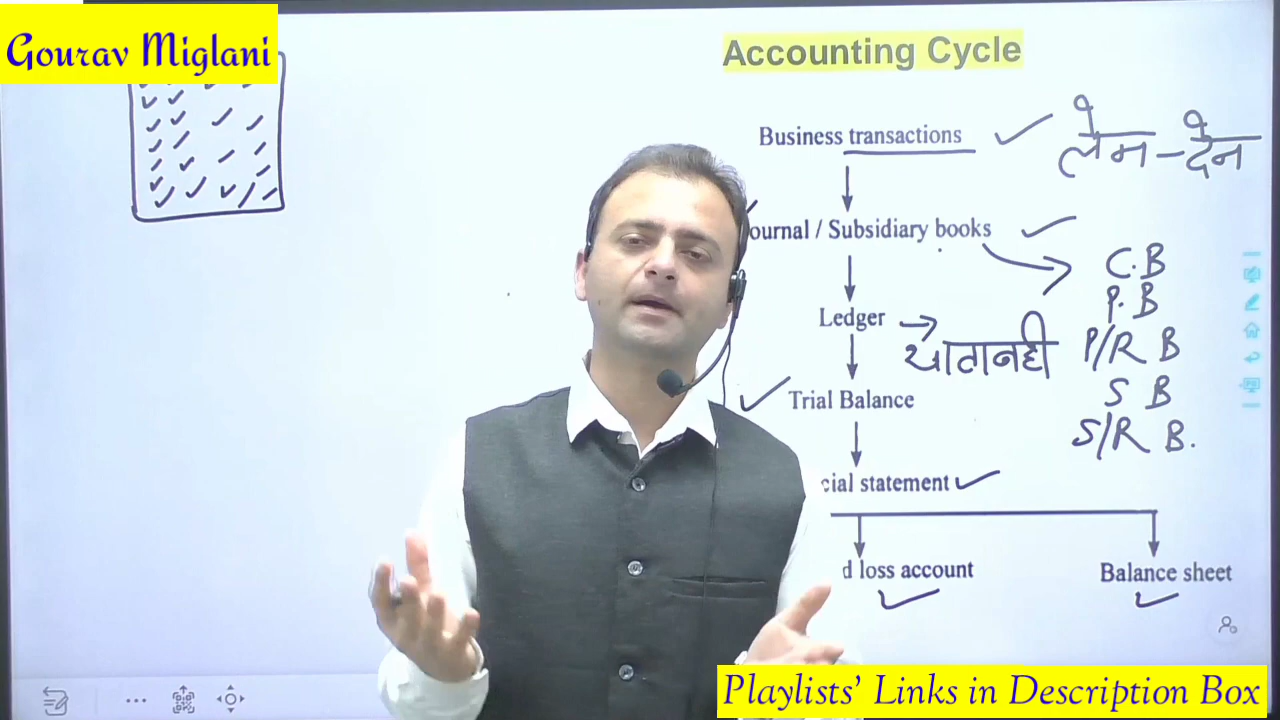 Gourav Miglani
Accounting Cycle
Business transactions
लेन-देन
ournal / Subsidiary books
C.B
P.B
P/R B
S B
S/R B.
Ledger
Trial Balance
cial statement
d loss account
Balance sheet
Playlists' Links in Description Box